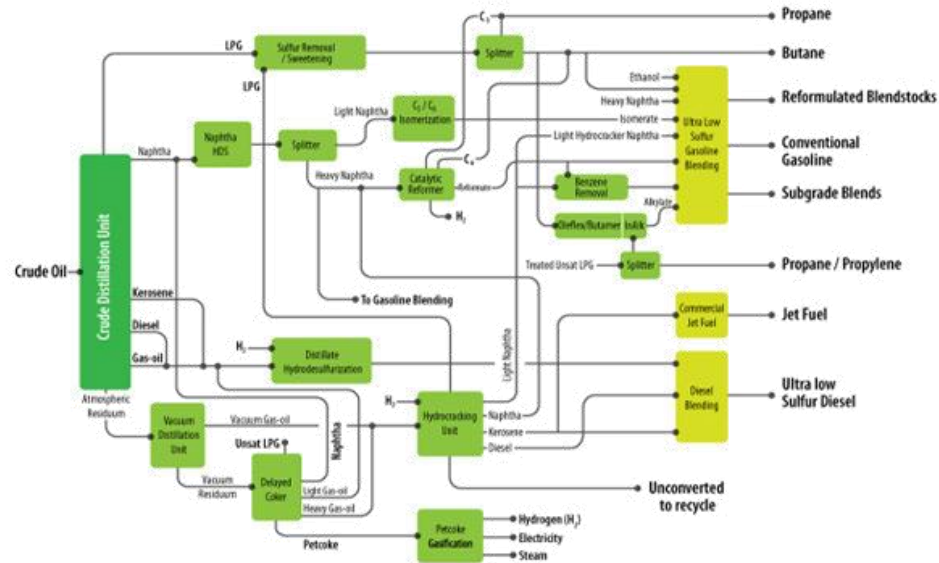 C₃
Propane
LPG
Sulfur Removal
/ Sweetening
Splitter
Butane
LPG
Ethanol
Heavy Naphtha
Isomerate
Light Hydrocracker Naphtha
Ultra Low
Sulfur
Gasoline
Blending
Reformulated Blendstocks
Conventional
Gasoline
Subgrade Blends
Light Naphtha
C₅ / C₆
Isomerization
Naphtha
Naphtha
HDS
Splitter
C₄
Heavy Naphtha
Catalytic
Reformer
Reformate
H₂
Benzene
Removal
Alkylate
Oleflex/Butamer
InAlk
Treated Unsat LPG
Splitter
Propane / Propylene
Crude Oil
Crude Distillation Unit
Kerosene
Diesel
Gas-oil
To Gasoline Blending
Commercial
Jet Fuel
Jet Fuel
H₂
Distillate
Hydrodesulfurization
Light Naphtha
Diesel
Blending
Ultra low
Sulfur Diesel
Atmospheric
Residuum
Vacuum
Distillation
Unit
Vacuum Gas-oil
Naphtha
H₂
Hydrocracking
Unit
Naphtha
Kerosene
Diesel
Unsat LPG
Vacuum
Residuum
Delayed
Coker
Light Gas-oil
Heavy Gas-oil
Unconverted
to recycle
Petcoke
Petcoke
Gasification
Hydrogen (H₂)
Electricity
Steam